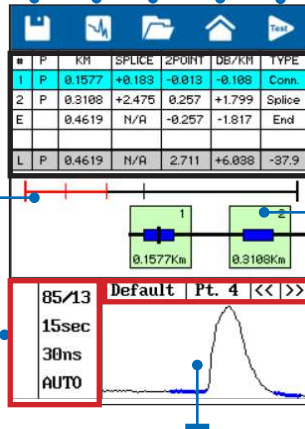 Test
# P KM SPLICE 2POINT DB/KM TYPE
1 P 0.1577 +0.183 -0.013 -0.108 Conn.
2 P 0.3108 +2.475 0.257 +1.799 Splice
E 0.4619 N/A -0.257 -1.817 End
L P 0.4619 N/A 2.711 +6.038 -37.9
1 2
0.1577Km 0.3108Km
85/13 Default Pt. 4 << >>
15sec
30ns
AUTO